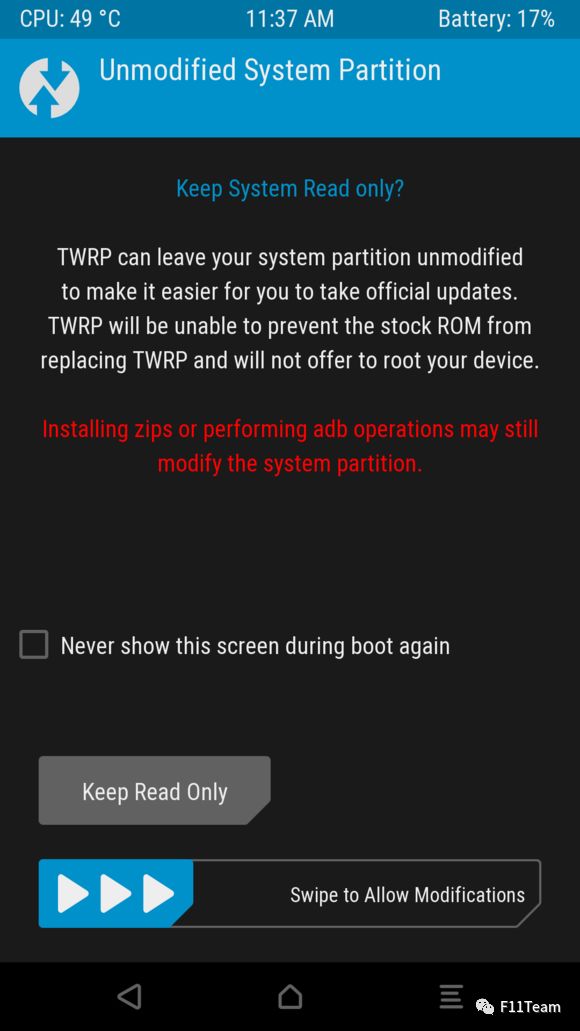 CPU: 49 °C 11:37 AM Battery: 17%
Unmodified System Partition
Keep System Read only?
TWRP can leave your system partition unmodified
to make it easier for you to take official updates.
TWRP will be unable to prevent the stock ROM from
replacing TWRP and will not offer to root your device.
Installing zips or performing adb operations may still
modify the system partition.
Never show this screen during boot again
Keep Read Only
Swipe to Allow Modifications
F11Team